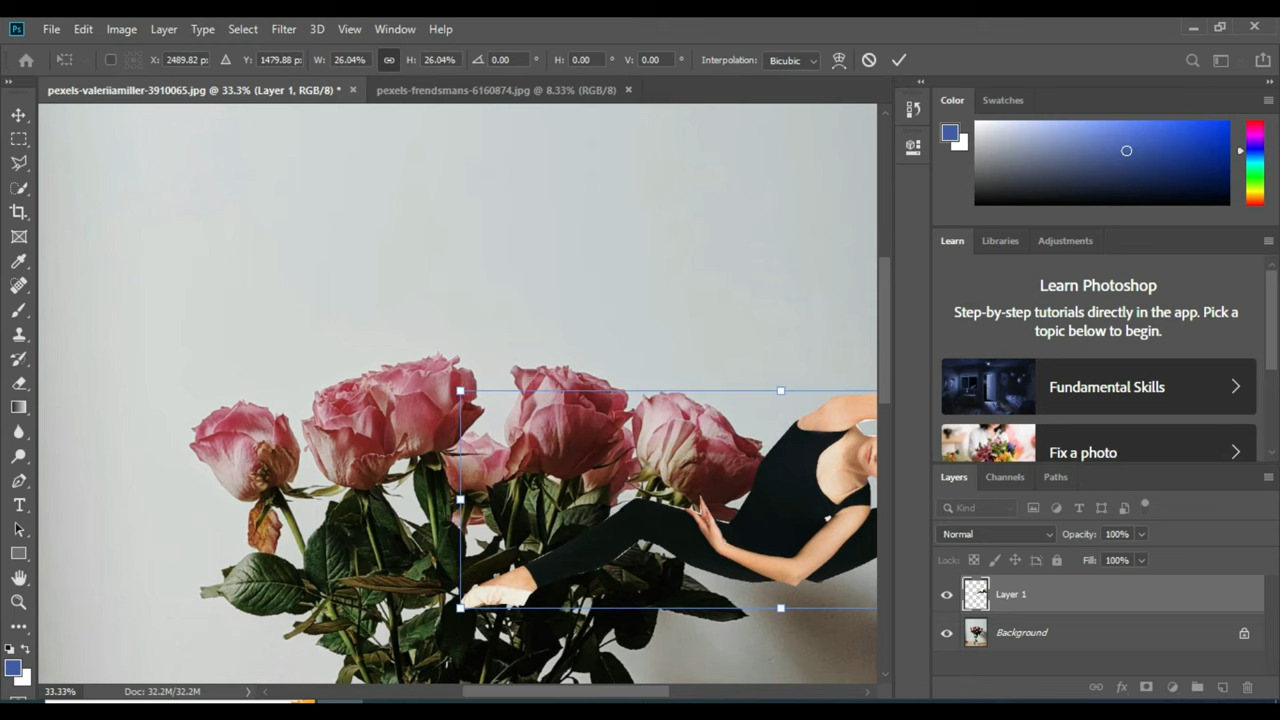 Ps File Edit Image Layer Type Select Filter 3D View Window Help
X: 2489.82 px Y: 1479.88 px W: 26.04% H: 26.04% 0.00 ° H: 0.00 ° V: 0.00 ° Interpolation: Bicubic
pexels-valeriiamiller-3910065.jpg @ 33.3% (Layer 1, RGB/8) * × pexels-frendsmans-6160874.jpg @ 8.33% (RGB/8) ×
Color Swatches
Learn Libraries Adjustments
Learn Photoshop
Step-by-step tutorials directly in the app. Pick a
topic below to begin.
Fundamental Skills
Fix a photo
Layers Channels Paths
Kind
Normal Opacity: 100%
Lock: Fill: 100%
Layer 1
Background
33.33% Doc: 32.2M/32.2M